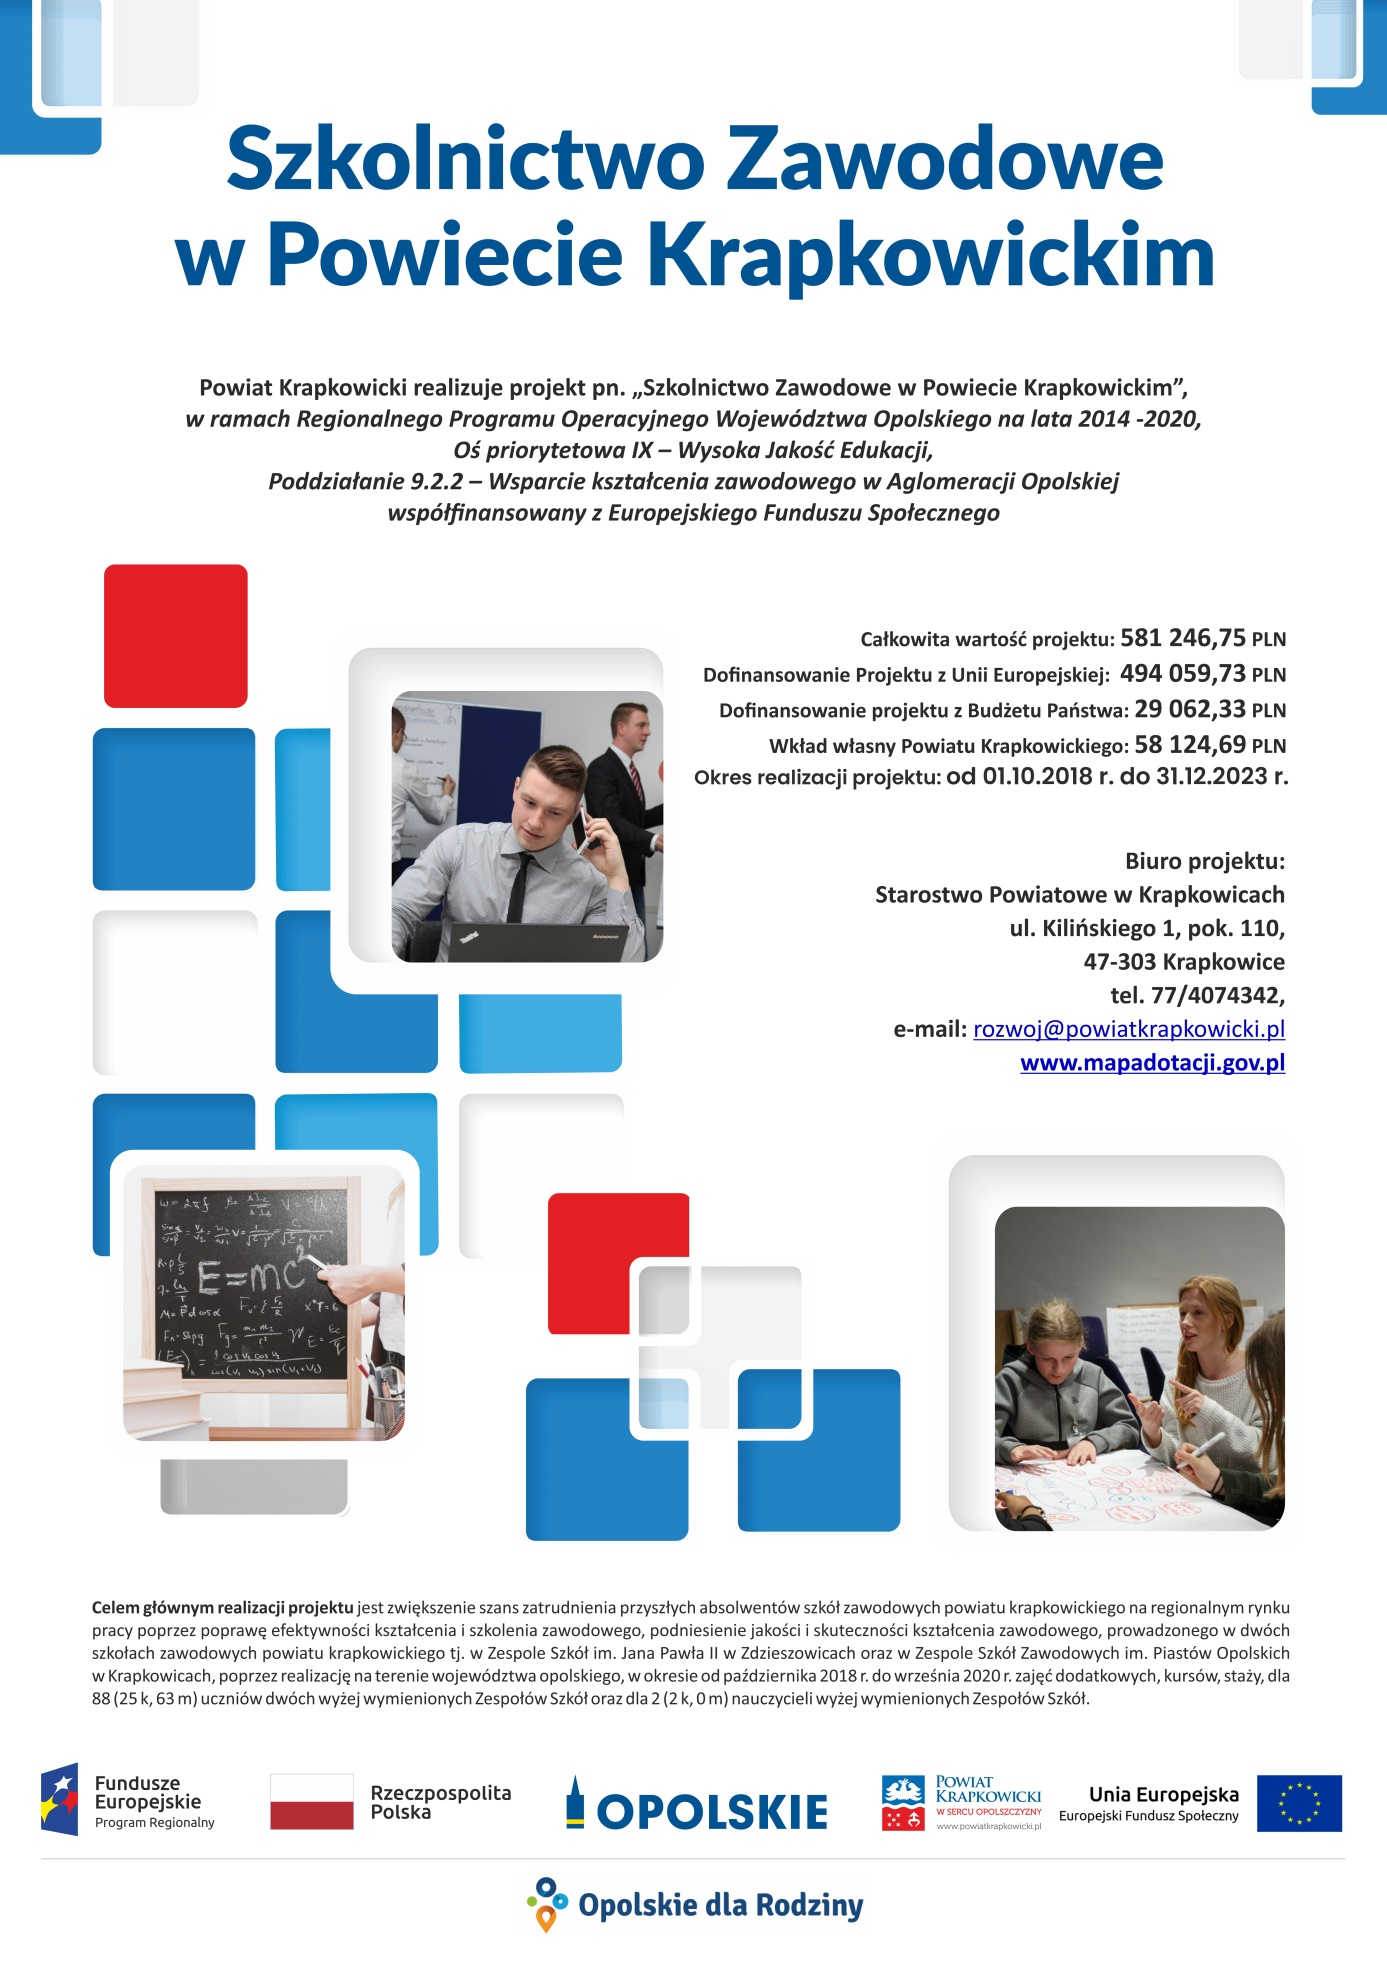 Szkolnictwo Zawodowe
w Powiecie Krapkowickim
Powiat Krapkowicki realizuje projekt pn. „Szkolnictwo Zawodowe w Powiecie Krapkowickim”,
w ramach Regionalnego Programu Operacyjnego Województwa Opolskiego na lata 2014 -2020,
Oś priorytetowa IX – Wysoka Jakość Edukacji,
Poddziałanie 9.2.2 – Wsparcie kształcenia zawodowego w Aglomeracji Opolskiej
współfinansowany z Europejskiego Funduszu Społecznego
Całkowita wartość projektu: 581 246,75 PLN
Dofinansowanie Projektu z Unii Europejskiej: 494 059,73 PLN
Dofinansowanie projektu z Budżetu Państwa: 29 062,33 PLN
Wkład własny Powiatu Krapkowickiego: 58 124,69 PLN
Okres realizacji projektu: od 01.10.2018 r. do 31.12.2023 r.
Biuro projektu:
Starostwo Powiatowe w Krapkowicach
ul. Kilińskiego 1, pok. 110,
47-303 Krapkowice
tel. 77/4074342,
e-mail: rozwoj@powiatkrapkowicki.pl
www.mapadotacji.gov.pl
ThinkPad
lenovo
E=mc²
Celem głównym realizacji projektu jest zwiększenie szans zatrudnienia przyszłych absolwentów szkół zawodowych powiatu krapkowickiego na regionalnym rynku
pracy poprzez poprawę efektywności kształcenia i szkolenia zawodowego, podniesienie jakości i skuteczności kształcenia zawodowego, prowadzonego w dwóch
szkołach zawodowych powiatu krapkowickiego tj. w Zespole Szkół im. Jana Pawła II w Zdzieszowicach oraz w Zespole Szkół Zawodowych im. Piastów Opolskich
w Krapkowicach, poprzez realizację na terenie województwa opolskiego, w okresie od października 2018 r. do września 2020 r. zajęć dodatkowych, kursów, staży, dla
88 (25 k, 63 m) uczniów dwóch wyżej wymienionych Zespołów Szkół oraz dla 2 (2 k, 0 m) nauczycieli wyżej wymienionych Zespołów Szkół.
Fundusze
Europejskie
Program Regionalny
Rzeczpospolita
Polska
OPOLSKIE
POWIAT
KRAPKOWICKI
W SERCU OPOLSZCZYZNY
www.powiatkrapkowicki.pl
Unia Europejska
Europejski Fundusz Społeczny
Opolskie dla Rodziny